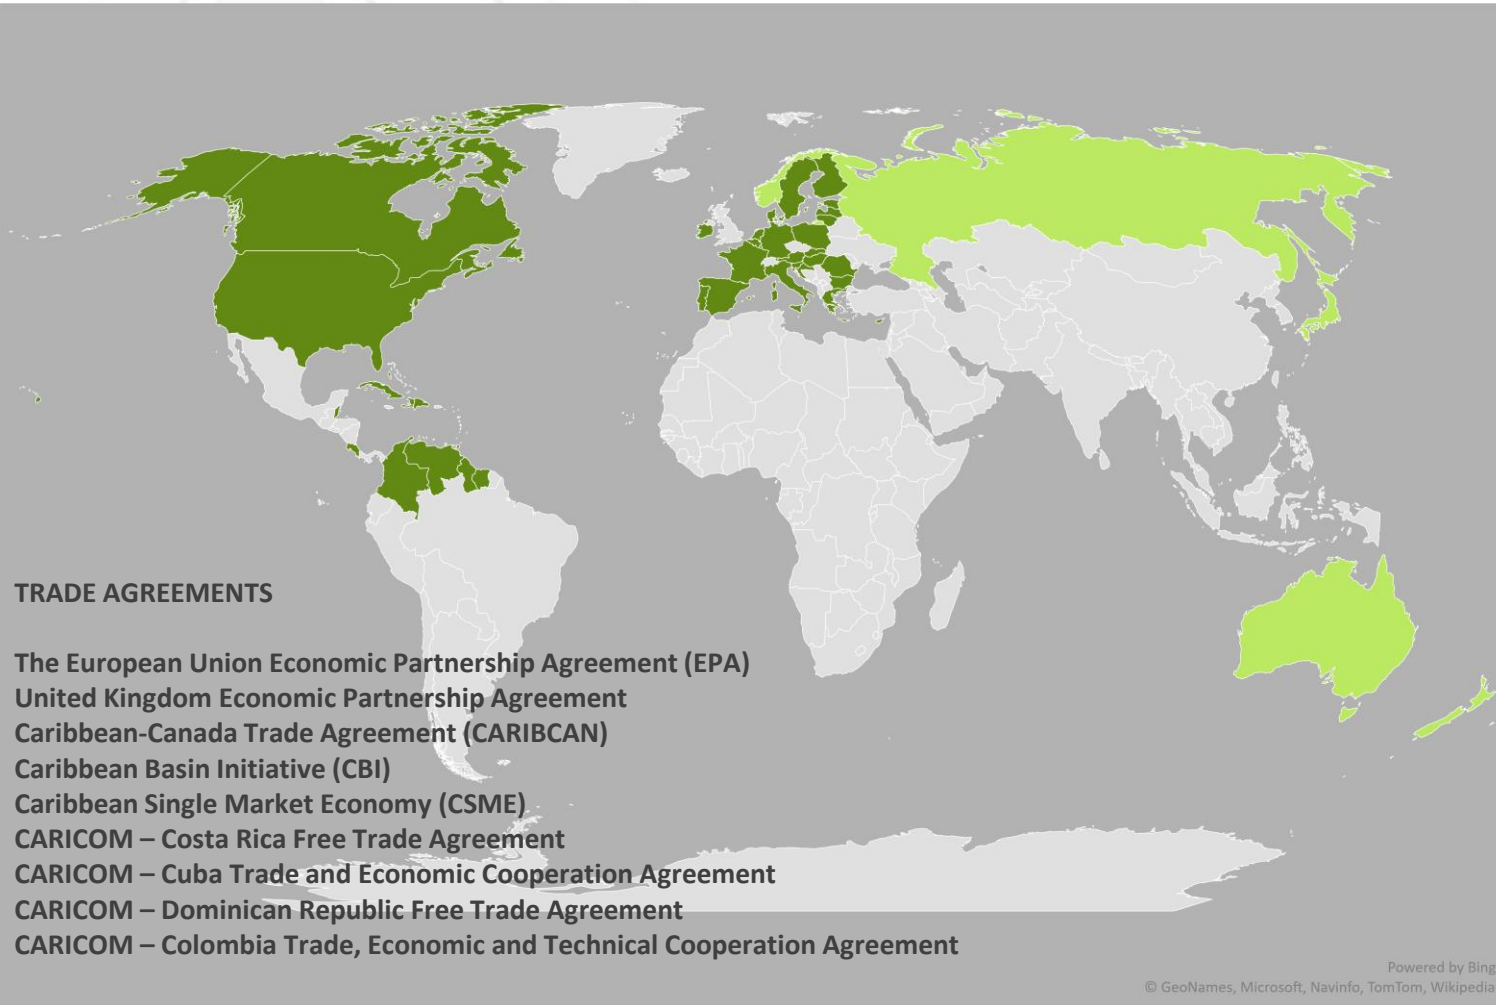 TRADE AGREEMENTS
The European Union Economic Partnership Agreement (EPA)
United Kingdom Economic Partnership Agreement
Caribbean-Canada Trade Agreement (CARIBCAN)
Caribbean Basin Initiative (CBI)
Caribbean Single Market Economy (CSME)
CARICOM – Costa Rica Free Trade Agreement
CARICOM – Cuba Trade and Economic Cooperation Agreement
CARICOM – Dominican Republic Free Trade Agreement
CARICOM – Colombia Trade, Economic and Technical Cooperation Agreement
Powered by Bing
© GeoNames, Microsoft, Navinfo, TomTom, Wikipedia